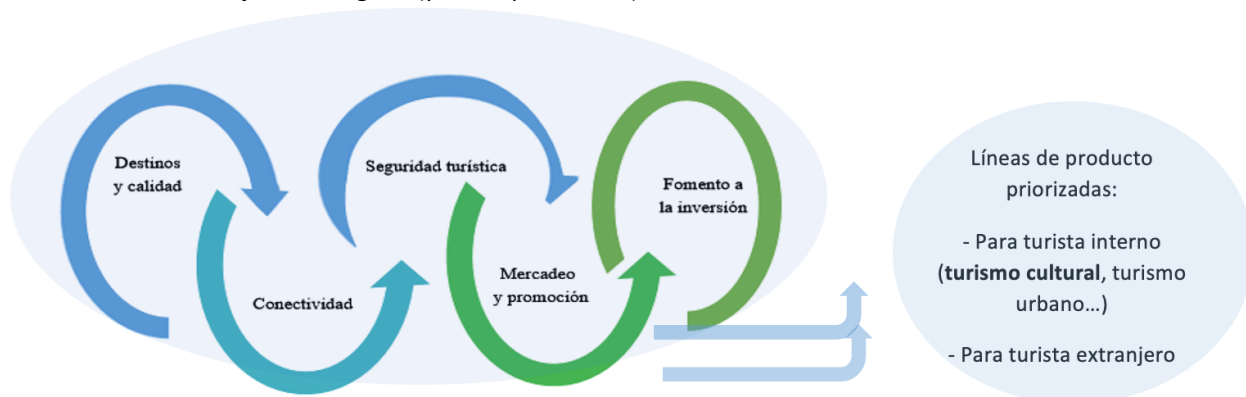 Destinos
y calidad
Conectividad
Seguridad turística
Mercadeo
y promoción
Fomento a
la inversión
Líneas de producto
priorizadas:
- Para turista interno
(turismo cultural, turismo
urbano…)
- Para turista extranjero